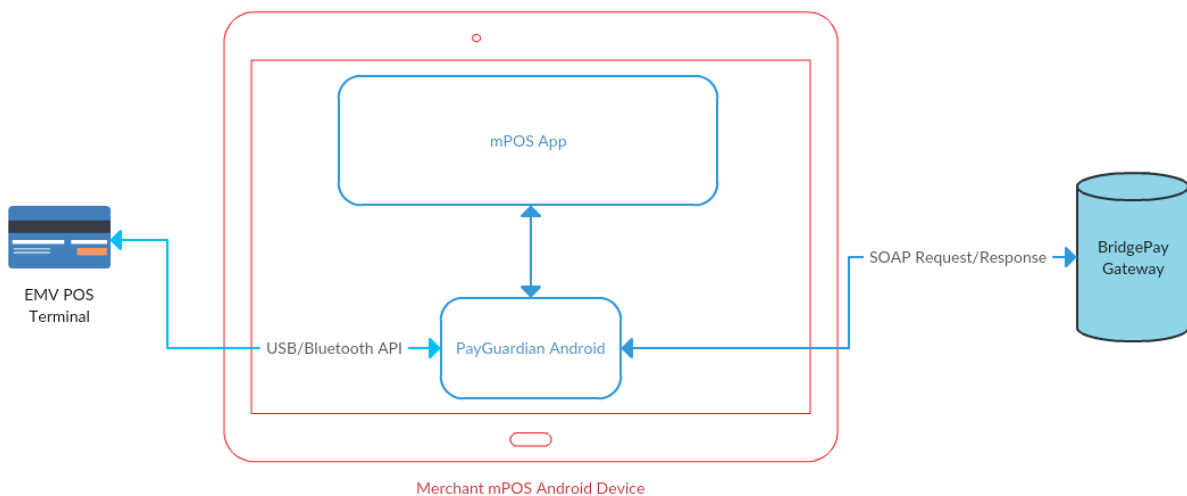 mPOS App
SOAP Request/Response
BridgePay
Gateway
EMV POS
Terminal
USB/Bluetooth API
PayGuardian Android
Merchant mPOS Android Device